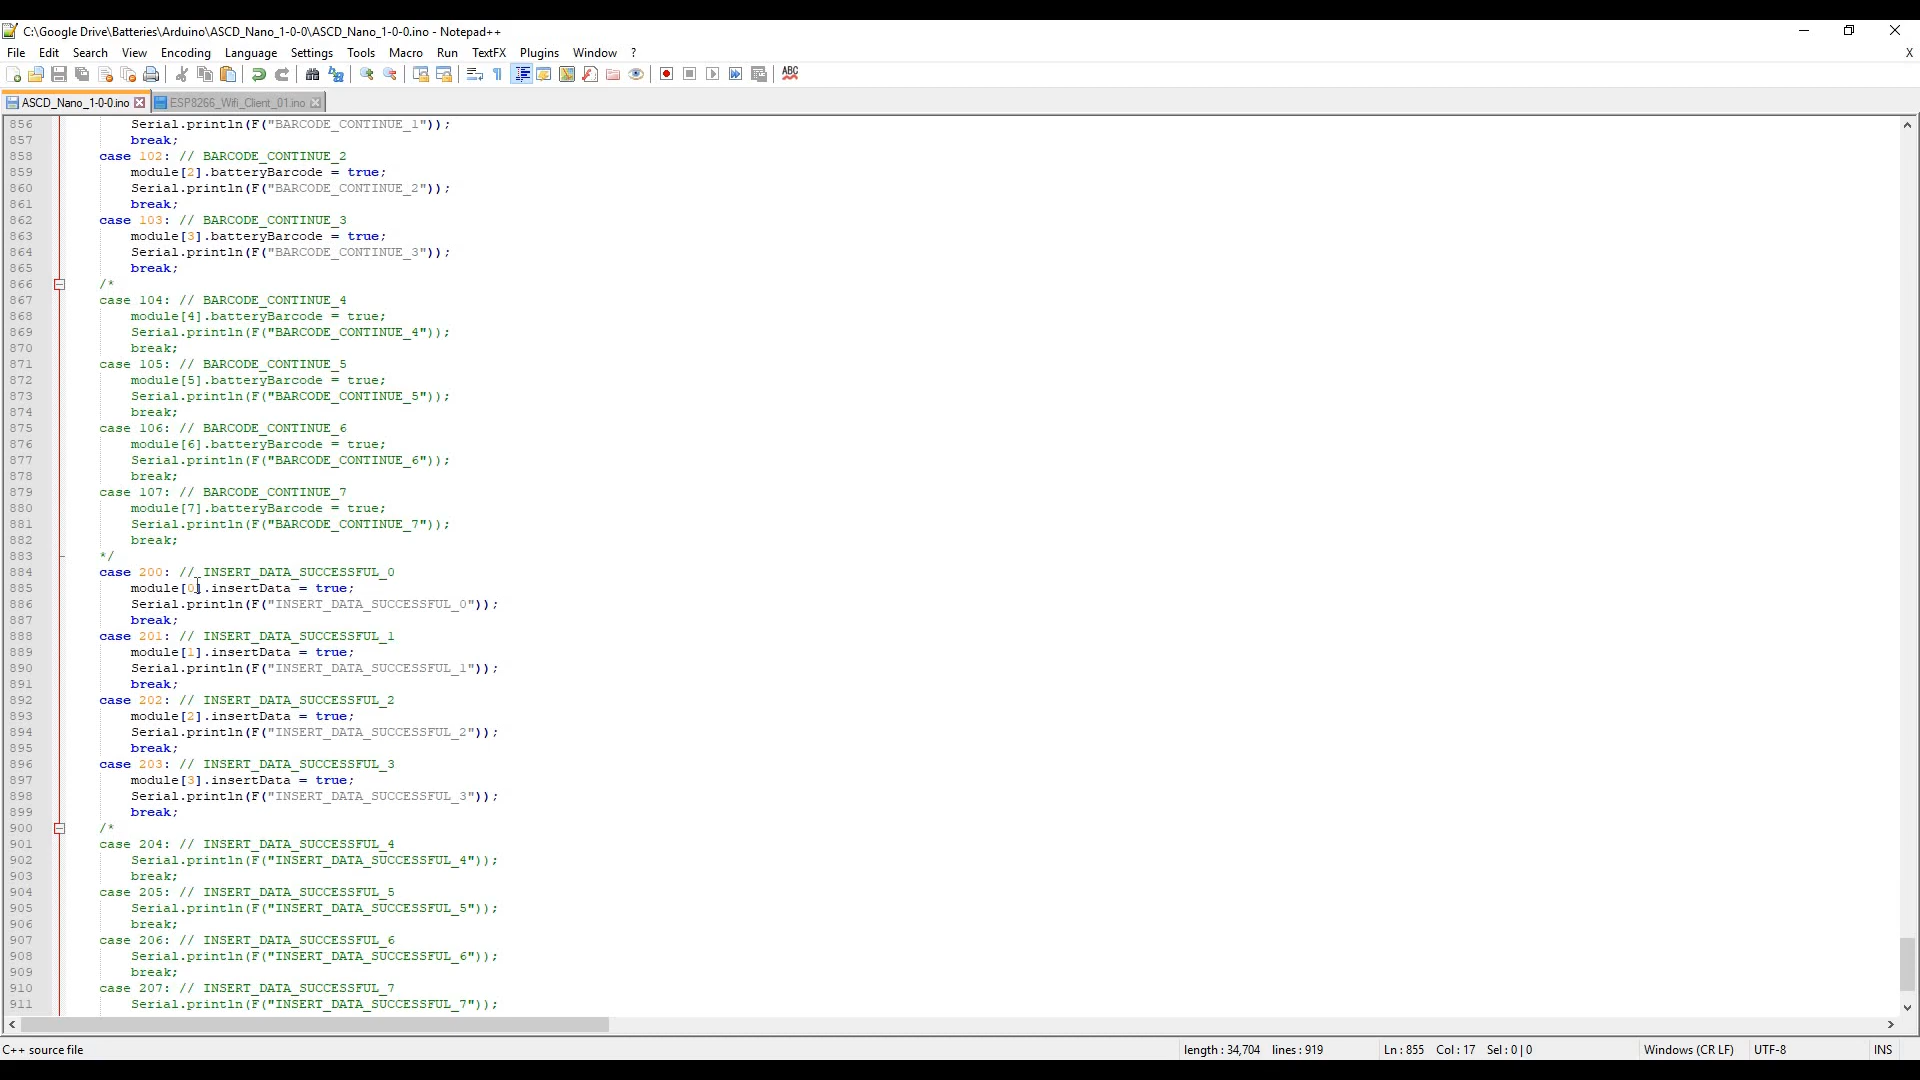 C:\Google Drive\Batteries\Arduino\ASCD_Nano_1-0-0\ASCD_Nano_1-0-0.ino - Notepad++
File Edit Search View Encoding Language Settings Tools Macro Run TextFX Plugins Window ? X
ABC
ASCD_Nano_1-0-0.ino ESP8266_Wifi_Client_01.ino
856 Serial.println(F("BARCODE_CONTINUE_1"));
857 break;
858 case 102: // BARCODE_CONTINUE_2
859 module[2].batteryBarcode = true;
860 Serial.println(F("BARCODE_CONTINUE_2"));
861 break;
862 case 103: // BARCODE_CONTINUE_3
863 module[3].batteryBarcode = true;
864 Serial.println(F("BARCODE_CONTINUE_3"));
865 break;
866 /*
867 case 104: // BARCODE_CONTINUE_4
868 module[4].batteryBarcode = true;
869 Serial.println(F("BARCODE_CONTINUE_4"));
870 break;
871 case 105: // BARCODE_CONTINUE_5
872 module[5].batteryBarcode = true;
873 Serial.println(F("BARCODE_CONTINUE_5"));
874 break;
875 case 106: // BARCODE_CONTINUE_6
876 module[6].batteryBarcode = true;
877 Serial.println(F("BARCODE_CONTINUE_6"));
878 break;
879 case 107: // BARCODE_CONTINUE_7
880 module[7].batteryBarcode = true;
881 Serial.println(F("BARCODE_CONTINUE_7"));
882 break;
883 */
884 case 200: // INSERT_DATA_SUCCESSFUL_0
885 module[0].insertData = true;
886 Serial.println(F("INSERT_DATA_SUCCESSFUL_0"));
887 break;
888 case 201: // INSERT_DATA_SUCCESSFUL_1
889 module[1].insertData = true;
890 Serial.println(F("INSERT_DATA_SUCCESSFUL_1"));
891 break;
892 case 202: // INSERT_DATA_SUCCESSFUL_2
893 module[2].insertData = true;
894 Serial.println(F("INSERT_DATA_SUCCESSFUL_2"));
895 break;
896 case 203: // INSERT_DATA_SUCCESSFUL_3
897 module[3].insertData = true;
898 Serial.println(F("INSERT_DATA_SUCCESSFUL_3"));
899 break;
900 /*
901 case 204: // INSERT_DATA_SUCCESSFUL_4
902 Serial.println(F("INSERT_DATA_SUCCESSFUL_4"));
903 break;
904 case 205: // INSERT_DATA_SUCCESSFUL_5
905 Serial.println(F("INSERT_DATA_SUCCESSFUL_5"));
906 break;
907 case 206: // INSERT_DATA_SUCCESSFUL_6
908 Serial.println(F("INSERT_DATA_SUCCESSFUL_6"));
909 break;
910 case 207: // INSERT_DATA_SUCCESSFUL_7
911 Serial.println(F("INSERT_DATA_SUCCESSFUL_7"));
C++ source file length : 34,704 lines : 919 Ln : 855 Col : 17 Sel : 0 | 0 Windows (CR LF) UTF-8 INS